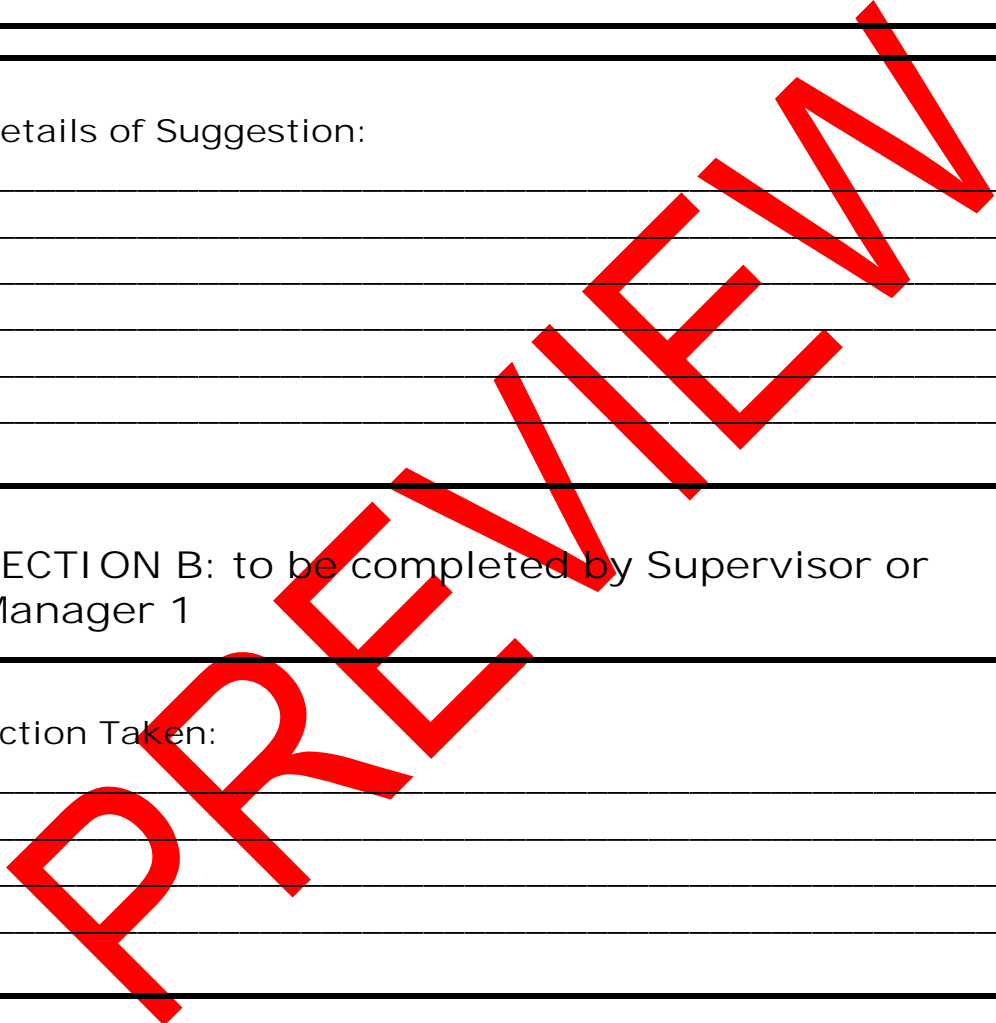 etails of Suggestion:
ECTION B: to be completed by Supervisor or
Manager 1
ction Taken:
PREVIEW